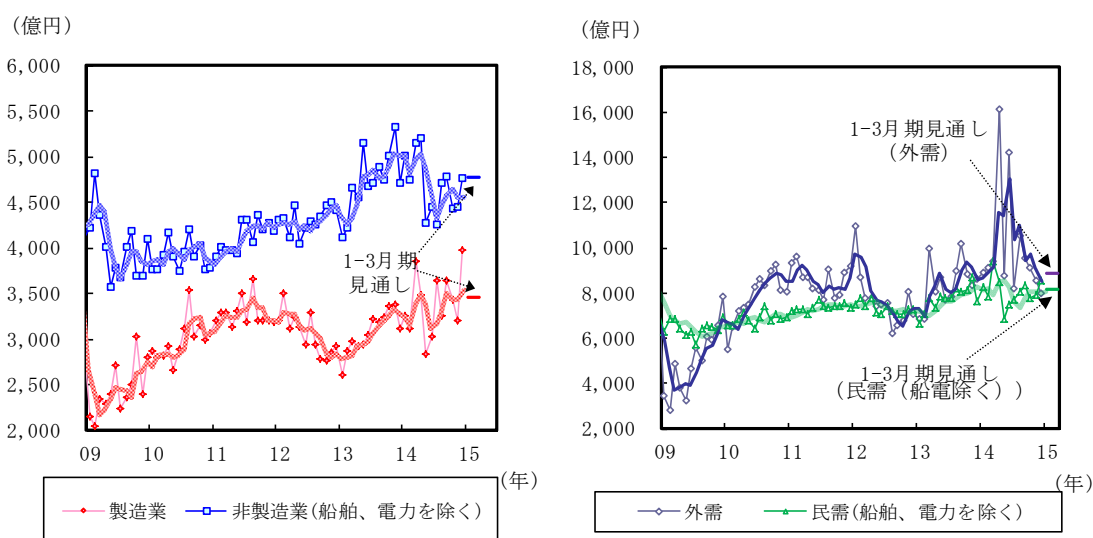 (億円)
6,000
5,500
5,000
4,500
4,000
3,500
3,000
2,500
2,000
1-3月期
見通し
09 10 11 12 13 14 15
(年)
製造業 非製造業(船舶、電力を除く)
(億円)
18,000
16,000
14,000
12,000
10,000
8,000
6,000
4,000
2,000
1-3月期見通し
(外需)
1-3月期見通し
(民需(船電除く))
09 10 11 12 13 14 15
(年)
外需 民需(船舶、電力を除く)